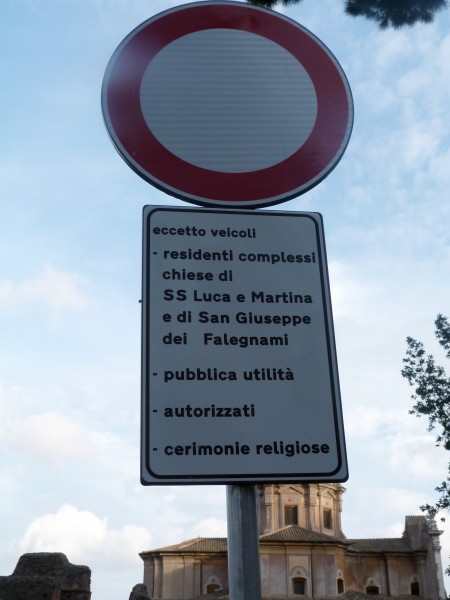 eccetto veicoli
- residenti complessi
chiese di
SS Luca e Martina
e di San Giuseppe
dei Falegnami
- pubblica utilità
- autorizzati
- cerimonie religiose